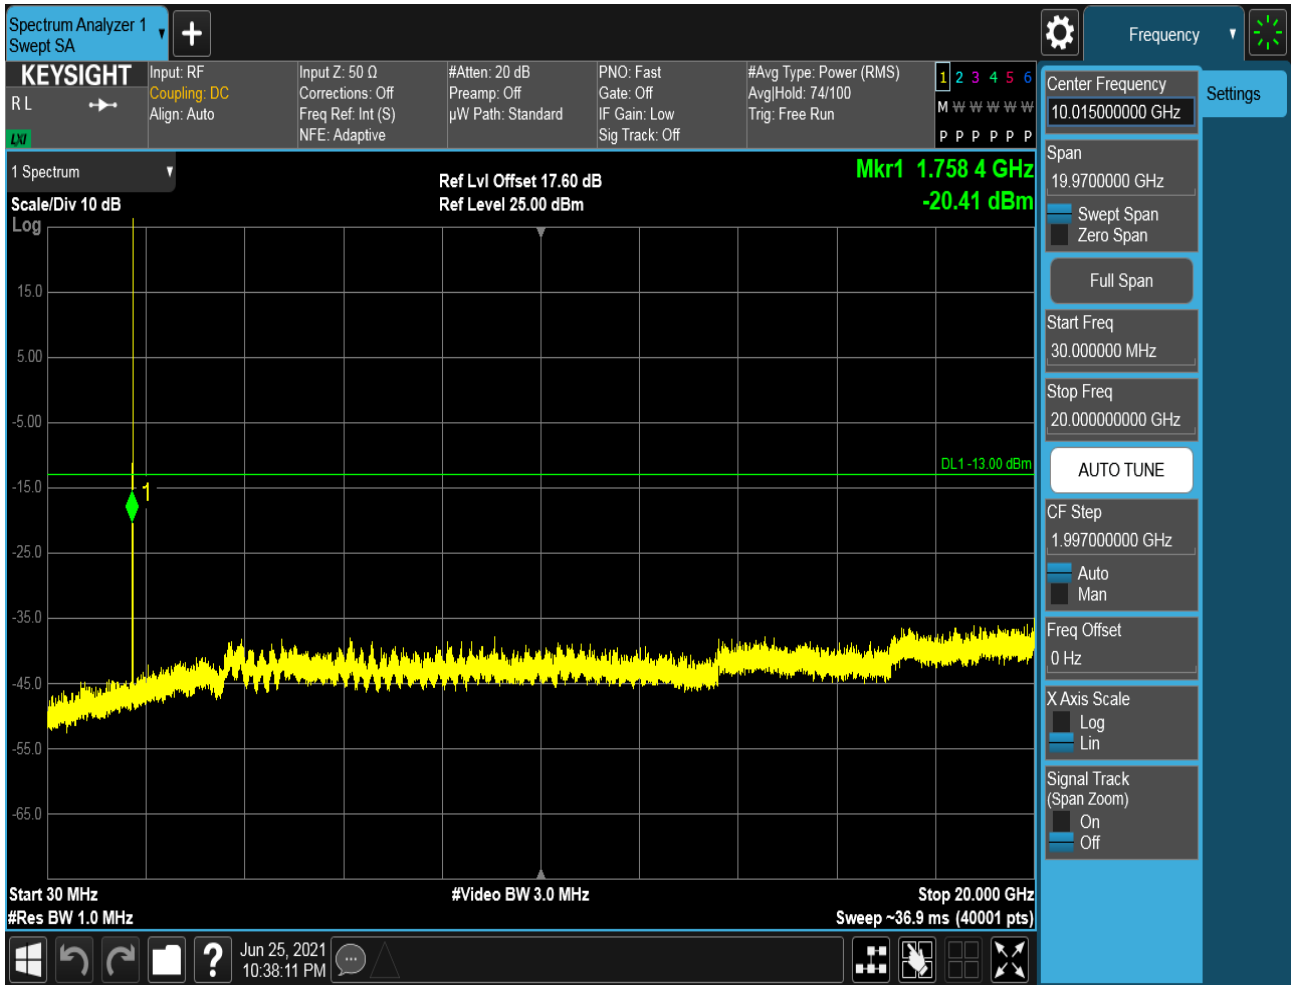 Spectrum Analyzer 1
Swept SA
Frequency
KEYSIGHT
R L
LXI
Input: RF
Coupling: DC
Align: Auto
Input Z: 50 Ω
Corrections: Off
Freq Ref: Int (S)
NFE: Adaptive
#Atten: 20 dB
Preamp: Off
µW Path: Standard
PNO: Fast
Gate: Off
IF Gain: Low
Sig Track: Off
#Avg Type: Power (RMS)
Avg|Hold: 74/100
Trig: Free Run
1 2 3 4 5 6
M W W W W W
P P P P P P
1 Spectrum
Scale/Div 10 dB
Log
Ref Lvl Offset 17.60 dB
Ref Level 25.00 dBm
Mkr1 1.758 4 GHz
-20.41 dBm
15.0
5.00
-5.00
DL1 -13.00 dBm
-15.0
1
-25.0
-35.0
-45.0
-55.0
-65.0
Start 30 MHz
#Res BW 1.0 MHz
#Video BW 3.0 MHz
Stop 20.000 GHz
Sweep ~36.9 ms (40001 pts)
Jun 25, 2021
10:38:11 PM
Center Frequency
10.015000000 GHz
Settings
Span
19.9700000 GHz
Swept Span
Zero Span
Full Span
Start Freq
30.000000 MHz
Stop Freq
20.000000000 GHz
AUTO TUNE
CF Step
1.997000000 GHz
Auto
Man
Freq Offset
0 Hz
X Axis Scale
Log
Lin
Signal Track
(Span Zoom)
On
Off